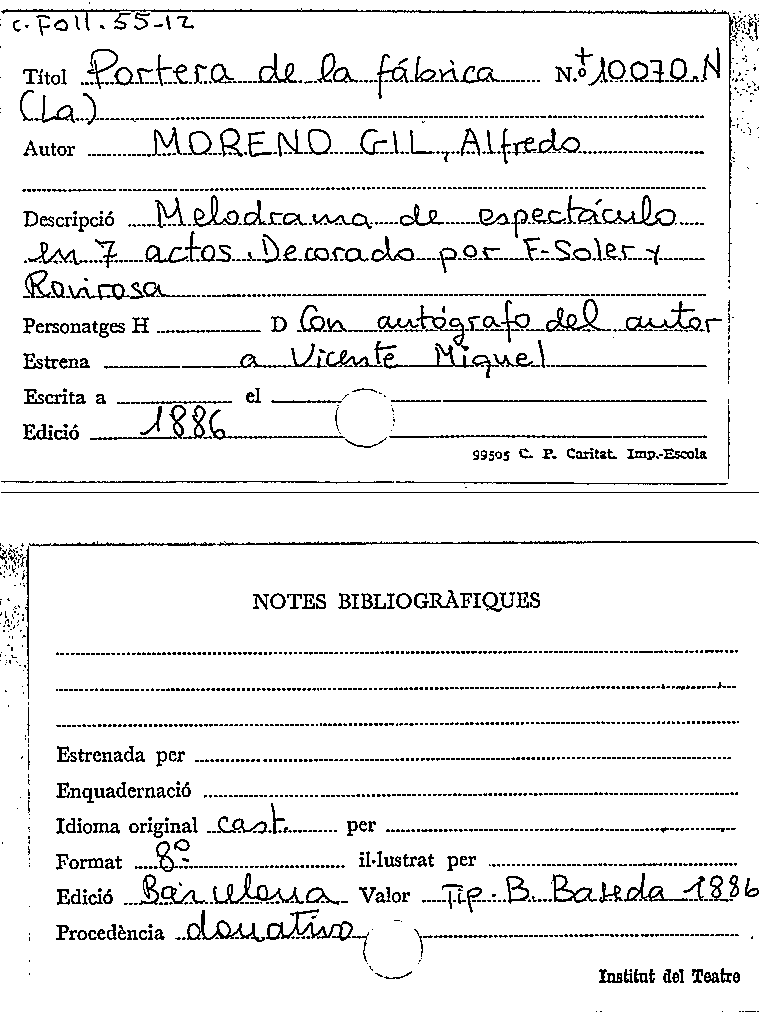 C. Foll. 55-12
Títol Portera de la fábrica N.º +10070.N
(La)
Autor MORENO GIL, Alfredo
Descripció Melodrama de espectáculo
en 7 actos. Decorado por F-Soler y
Rovirosa
Personatges H D Con autógrafo del autor
Estrena a Vicente Miquel
Escrita a el
Edició 1886
99505 C. P. Caritat. Imp.-Escola
NOTES BIBLIOGRÀFIQUES
Estrenada per
Enquadernació
Idioma original cast. per
Format 8º il·lustrat per
Edició Barcelona Valor Tip. B. Baseda 1886
Procedència donativo
Institut del Teatre